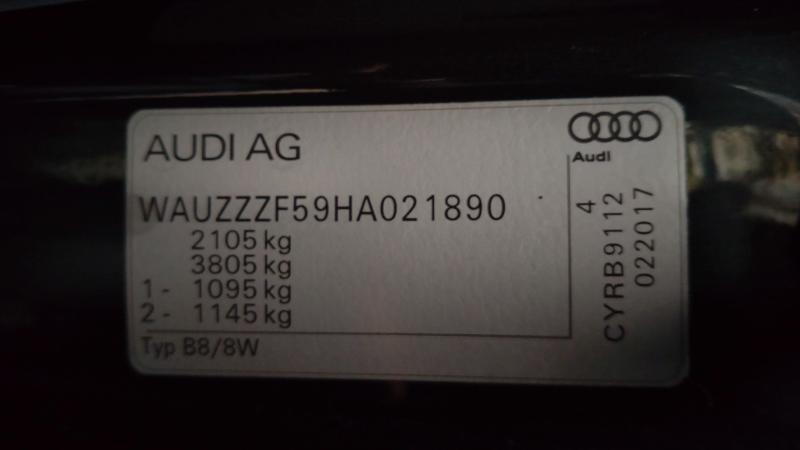 AUDI AG
Audi
WAUZZZF59HA021890
2105 kg
3805 kg
1 - 1095 kg
2 - 1145 kg
Typ B8/8W
4
CYRB9112
022017